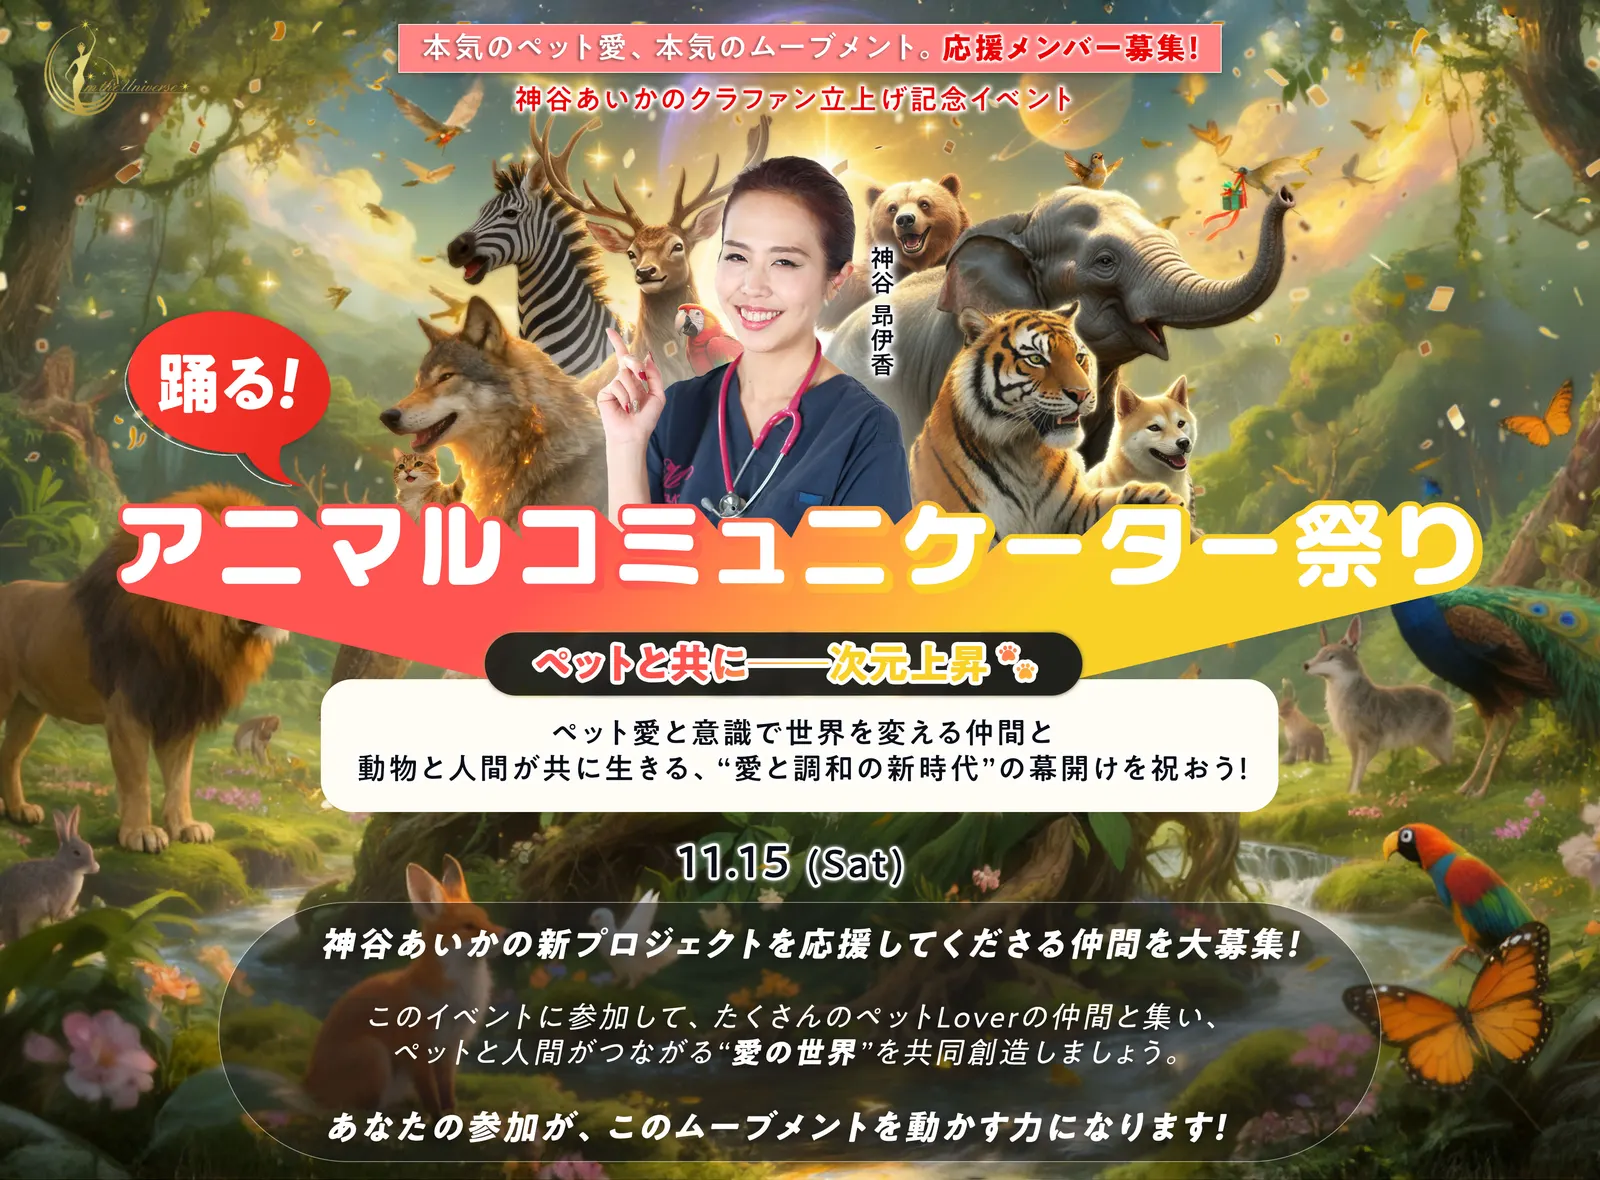 本気のペット愛、本気のムーブメント。応援メンバー募集!
神谷あいかのクラファン立上げ記念イベント
神谷 昻伊香
踊る!
アニマルコミュニケーター祭り
ペットと共に──次元上昇
ペット愛と意識で世界を変える仲間と
動物と人間が共に生きる、“愛と調和の新時代”の幕開けを祝おう!
11.15 (Sat)
神谷あいかの新プロジェクトを応援してくださる仲間を大募集!
このイベントに参加して、たくさんのペットLoverの仲間と集い、
ペットと人間がつながる“愛の世界”を共同創造しましょう。
あなたの参加が、このムーブメントを動かす力になります!